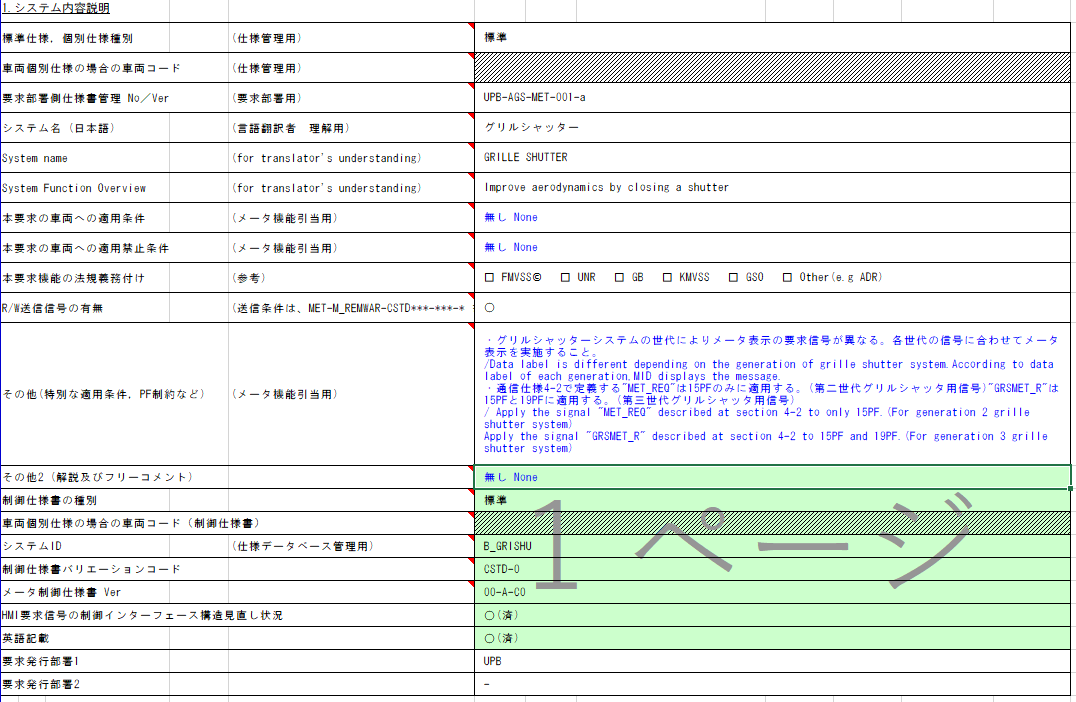 1. システム内容説明
標準仕様，個別仕様種別 （仕様管理用） 標準
車両個別仕様の場合の車両コード （仕様管理用）
要求部署側仕様書管理 No／Ver （要求部署用） UPB-AGS-MET-001-a
システム名（日本語） （言語翻訳者　理解用） グリルシャッター
System name (for translator's understanding) GRILLE SHUTTER
System Function Overview (for translator's understanding) Improve aerodynamics by closing a shutter
本要求の車両への適用条件 （メータ機能引当用） 無し None
本要求の車両への適用禁止条件 （メータ機能引当用） 無し None
本要求機能の法規義務付け （参考） □ FMVSS© □ UNR □ GB □ KMVSS □ GSO □ Other(e.g ADR)
R/W送信信号の有無 （送信条件は、MET-M_REMWAR-CSTD***-***-* ○
その他(特別な適用条件，PF制約など） （メータ機能引当用）
・グリルシャッターシステムの世代によりメータ表示の要求信号が異なる。各世代の信号に合わせてメータ
表示を実施すること。
/Data label is different depending on the generation of grille shutter system.According to data
label of each generation,MID displays the message.
・通信仕様4-2で定義する"MET_REQ"は15PFのみに適用する。（第二世代グリルシャッタ用信号）"GRSMET_R"は
15PFと19PFに適用する。（第三世代グリルシャッタ用信号）
/ Apply the signal "MET_REQ" described at section 4-2 to only 15PF.(For generation 2 grille
shutter system)
Apply the signal "GRSMET_R" described at section 4-2 to 15PF and 19PF.(For generation 3 grille
shutter system)
その他2（解説及びフリーコメント） 無し None
制御仕様書の種別 標準
車両個別仕様の場合の車両コード（制御仕様書）
システムID （仕様データベース管理用） B_GRISHU
制御仕様書バリエーションコード CSTD-0
メータ制御仕様書 Ver 00-A-C0
HMI要求信号の制御インターフェース構造見直し状況 ○(済)
英語記載 ○(済)
要求発行部署1 UPB
要求発行部署2 -
1 ページ